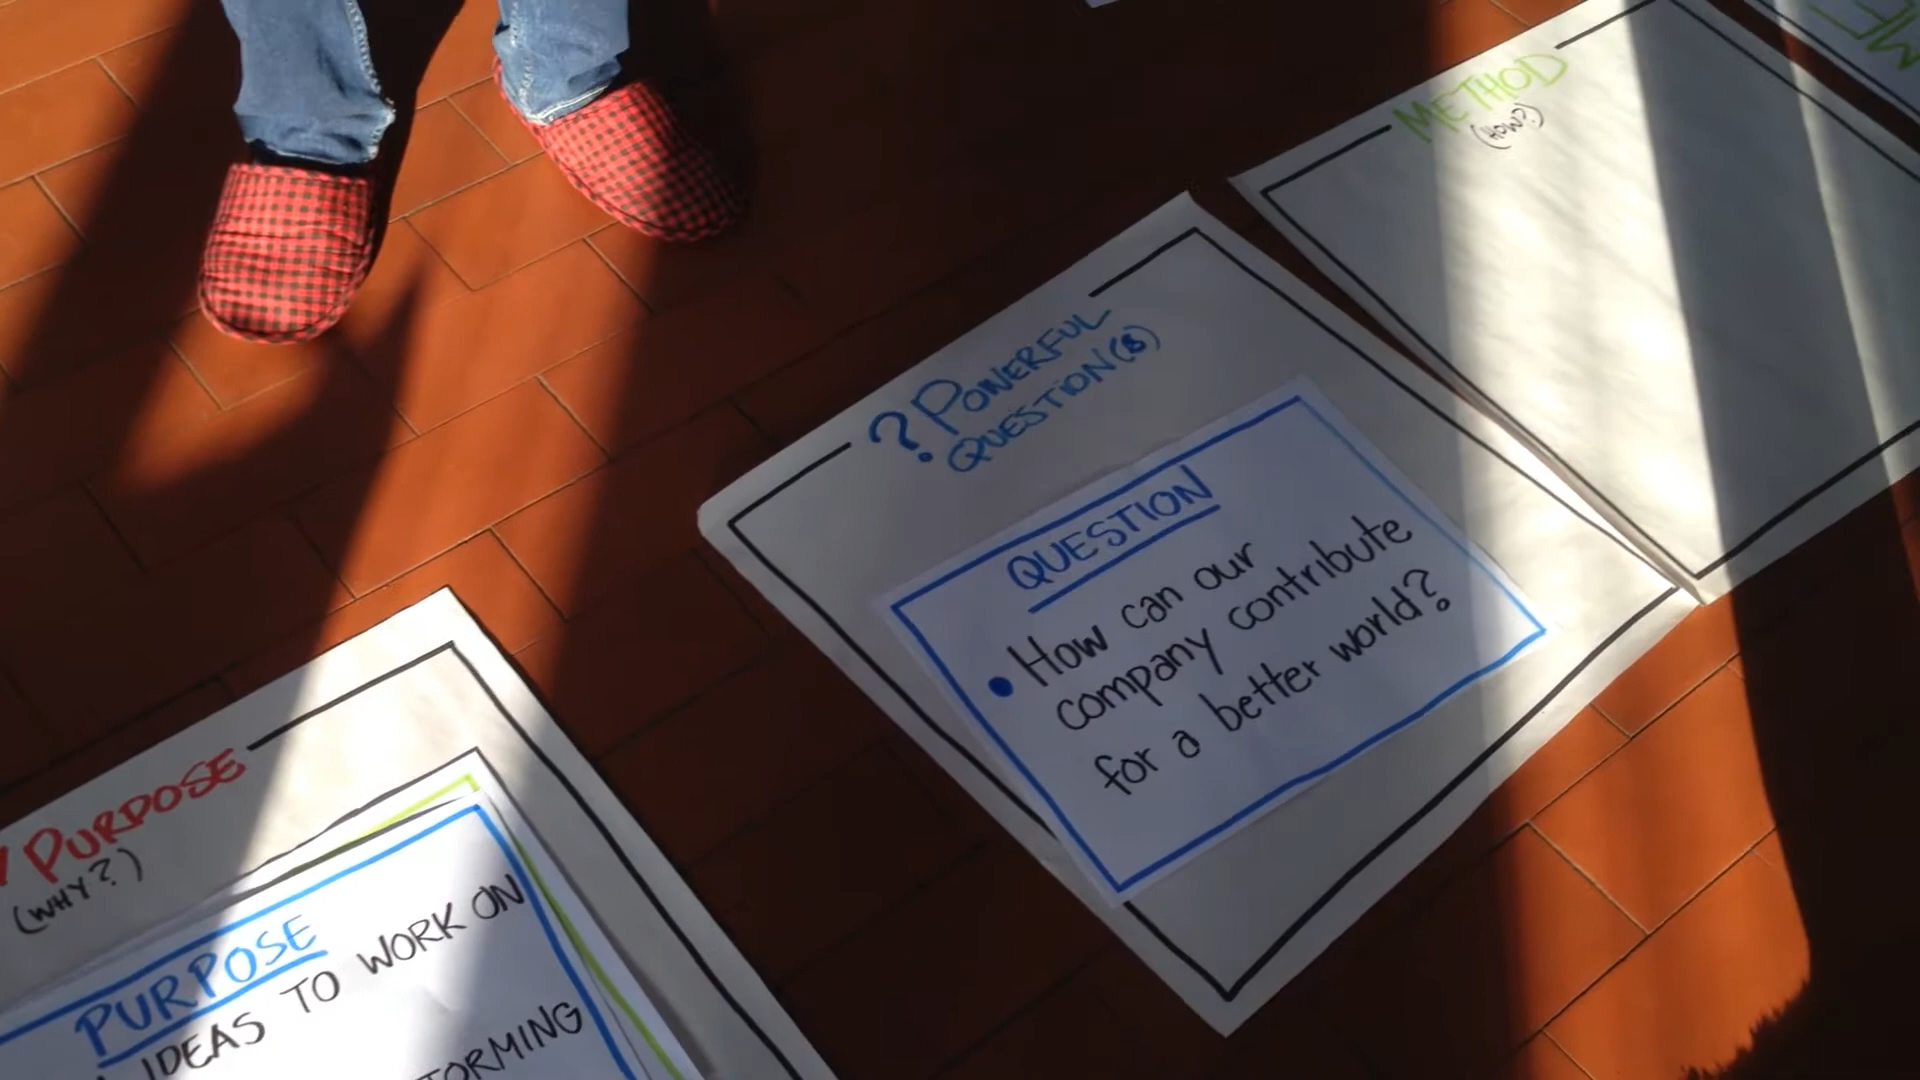 METHOD
(HOW?)
? POWERFUL
QUESTION(S)
QUESTION
• How can our
company contribute
for a better world?
PURPOSE
(WHY?)
PURPOSE
IDEAS TO WORK ON